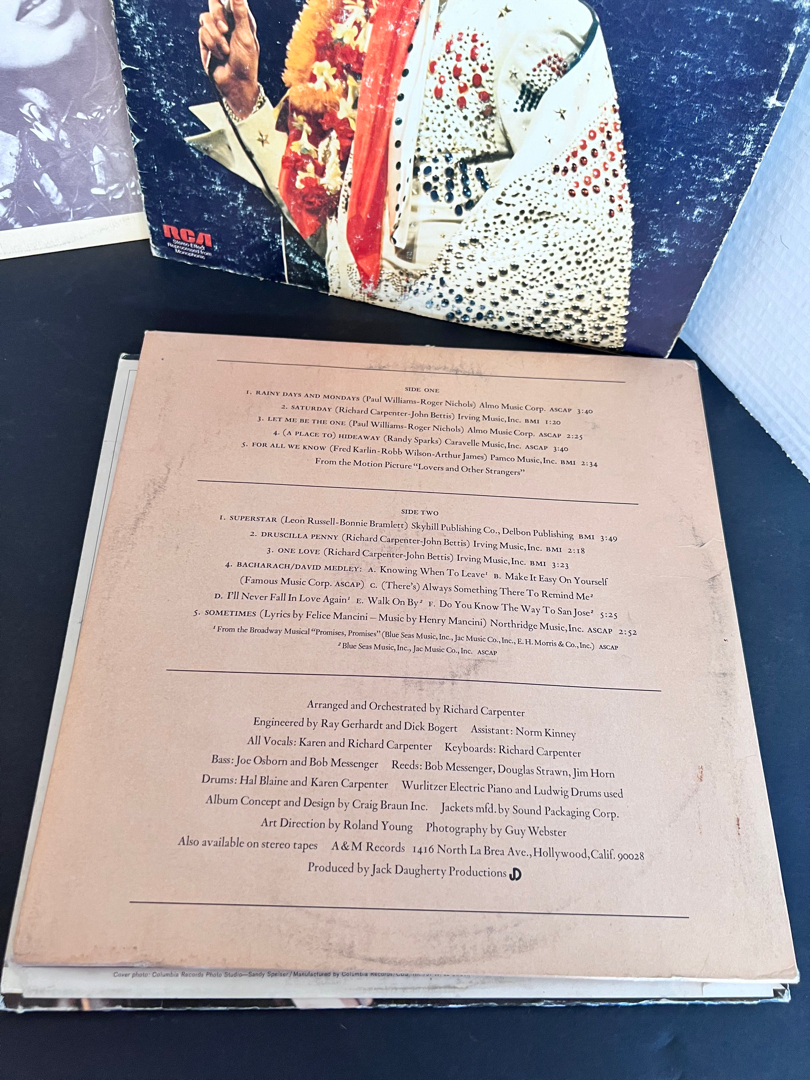 RCA
Stereo Effect
Reprocessed from
Monophonic
SIDE ONE
1. RAINY DAYS AND MONDAYS (Paul Williams-Roger Nichols) Almo Music Corp. ASCAP 3:40
2. SATURDAY (Richard Carpenter-John Bettis) Irving Music, Inc. BMI 1:20
3. LET ME BE THE ONE (Paul Williams-Roger Nichols) Almo Music Corp. ASCAP 2:25
4. (A PLACE TO) HIDEAWAY (Randy Sparks) Caravelle Music, Inc. ASCAP 3:40
5. FOR ALL WE KNOW (Fred Karlin-Robb Wilson-Arthur James) Pamco Music, Inc. BMI 2:34
From the Motion Picture "Lovers and Other Strangers"
SIDE TWO
1. SUPERSTAR (Leon Russell-Bonnie Bramlett) Skyhill Publishing Co., Delbon Publishing BMI 3:49
2. DRUSCILLA PENNY (Richard Carpenter-John Bettis) Irving Music, Inc. BMI 2:18
3. ONE LOVE (Richard Carpenter-John Bettis) Irving Music, Inc. BMI 3:23
4. BACHARACH/DAVID MEDLEY: A. Knowing When To Leave¹ B. Make It Easy On Yourself
(Famous Music Corp. ASCAP) C. (There's) Always Something There To Remind Me²
D. I'll Never Fall In Love Again¹ E. Walk On By² F. Do You Know The Way To San Jose² 5:25
5. SOMETIMES (Lyrics by Felice Mancini – Music by Henry Mancini) Northridge Music, Inc. ASCAP 2:52
¹ From the Broadway Musical "Promises, Promises" (Blue Seas Music, Inc., Jac Music Co., Inc., E. H. Morris & Co., Inc.) ASCAP
² Blue Seas Music, Inc., Jac Music Co., Inc. ASCAP
Arranged and Orchestrated by Richard Carpenter
Engineered by Ray Gerhardt and Dick Bogert Assistant: Norm Kinney
All Vocals: Karen and Richard Carpenter Keyboards: Richard Carpenter
Bass: Joe Osborn and Bob Messenger Reeds: Bob Messenger, Douglas Strawn, Jim Horn
Drums: Hal Blaine and Karen Carpenter Wurlitzer Electric Piano and Ludwig Drums used
Album Concept and Design by Craig Braun Inc. Jackets mfd. by Sound Packaging Corp.
Art Direction by Roland Young Photography by Guy Webster
Also available on stereo tapes A&M Records 1416 North La Brea Ave., Hollywood, Calif. 90028
Produced by Jack Daugherty Productions JD
Cover photo: Columbia Records Photo Studio—Sandy Speiser/Manufactured by Columbia Records/